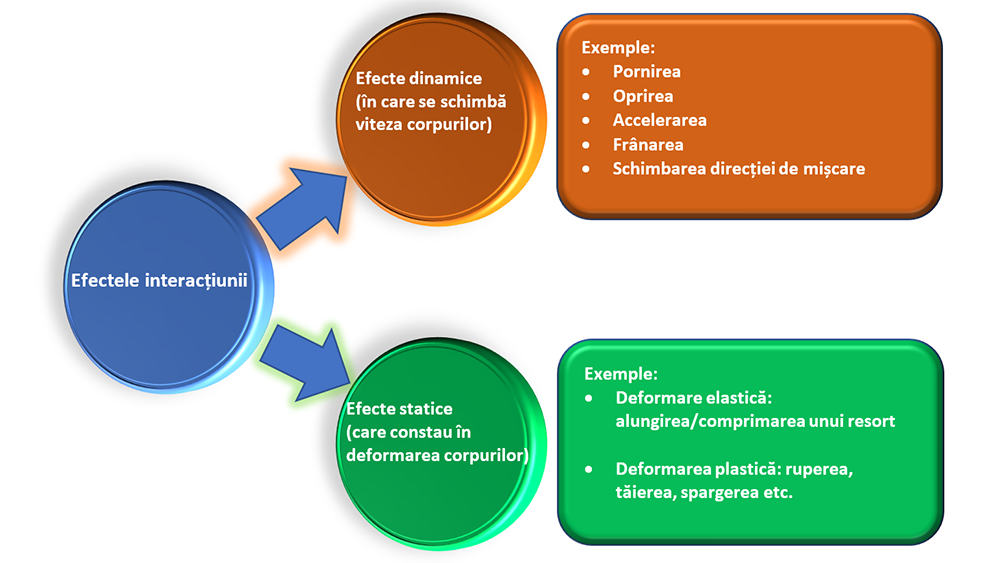 Efectele interacțiunii
Efecte dinamice
(în care se schimbă
viteza corpurilor)
Exemple:
• Pornirea
• Oprirea
• Accelerarea
• Frânarea
• Schimbarea direcției de mișcare
Efecte statice
(care constau în
deformarea corpurilor)
Exemple:
• Deformare elastică:
alungirea/comprimarea unui resort
• Deformarea plastică: ruperea,
tăierea, spargerea etc.